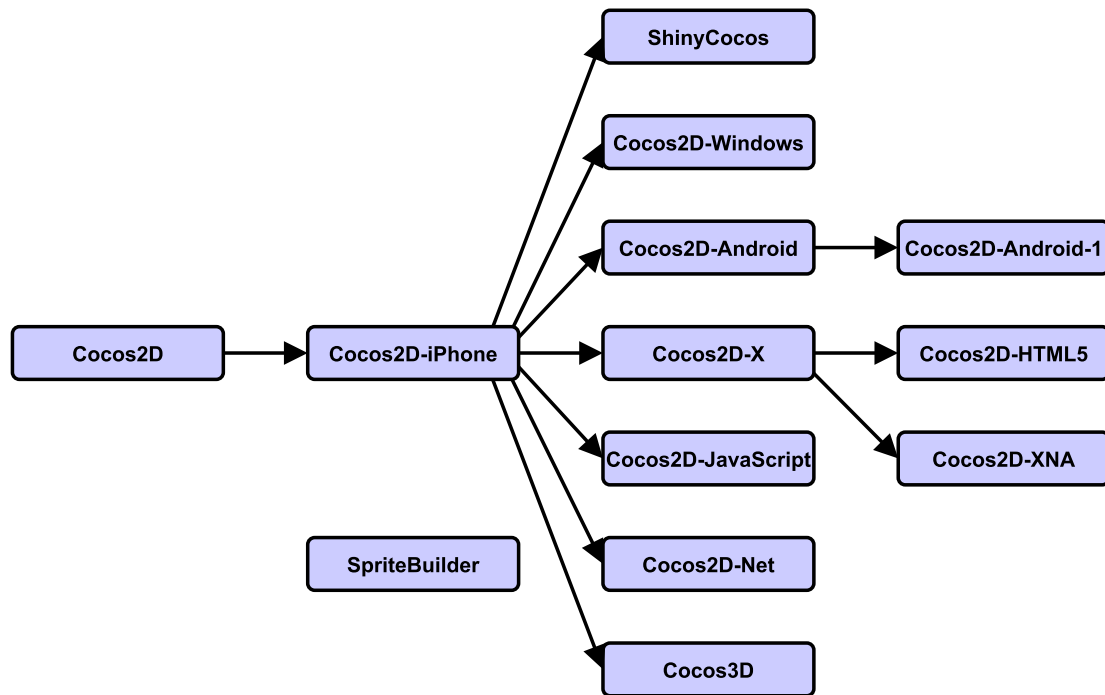 ShinyCocos
Cocos2D-Windows
Cocos2D-Android
Cocos2D-Android-1
Cocos2D
Cocos2D-iPhone
Cocos2D-X
Cocos2D-HTML5
Cocos2D-JavaScript
Cocos2D-XNA
SpriteBuilder
Cocos2D-Net
Cocos3D